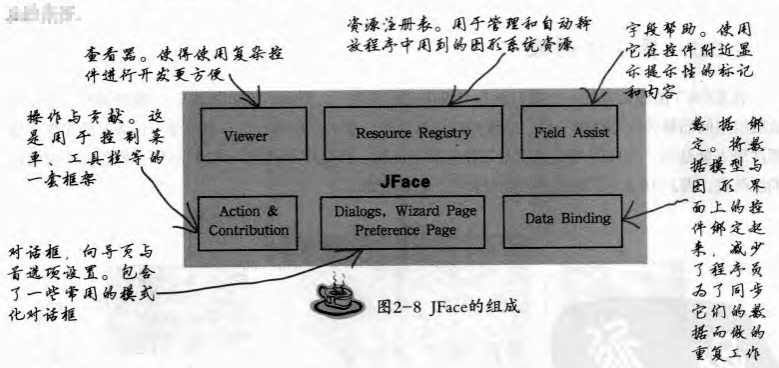 资源注册表。用于管理和自动释
放程序中用到的图形系统资源
字段帮助。使用
它在控件附近显
示提示性的标记
和内容
查看器。使得使用复杂控
件进行开发更方便
操作与贡献。这
是用于控制菜
单、工具栏等的
一套框架
Viewer
Resource Registry
Field Assist
JFace
Action &
Contribution
Dialogs, Wizard Page
Preference Page
Data Binding
数据绑
定。将数
据模型与
图形界
面上的控
件绑定起
来，减少
了程序员
为了同步
它们的数
据而做的
重复工作
对话框，向导页与
首选项设置。包含
了一些常用的模式
化对话框
图2-8 JFace的组成